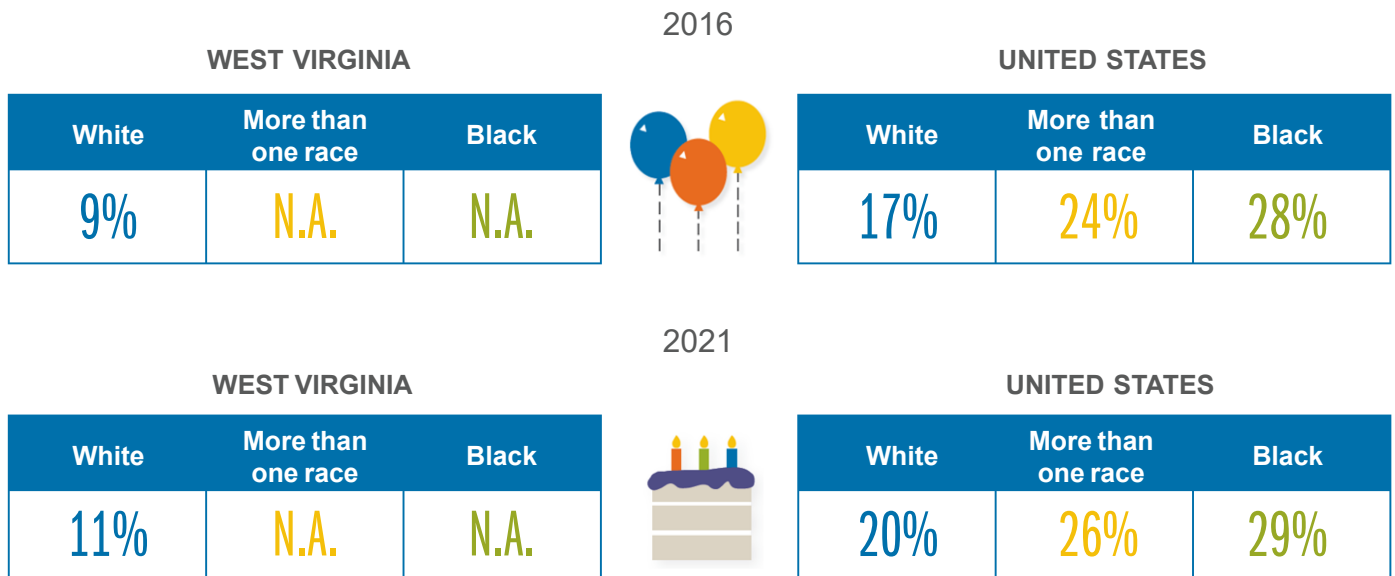 2016
WEST VIRGINIA
UNITED STATES
White
More than
one race
Black
White
More than
one race
Black
9%
N.A.
N.A.
17%
24%
28%
2021
WEST VIRGINIA
UNITED STATES
White
More than
one race
Black
White
More than
one race
Black
11%
N.A.
N.A.
20%
26%
29%